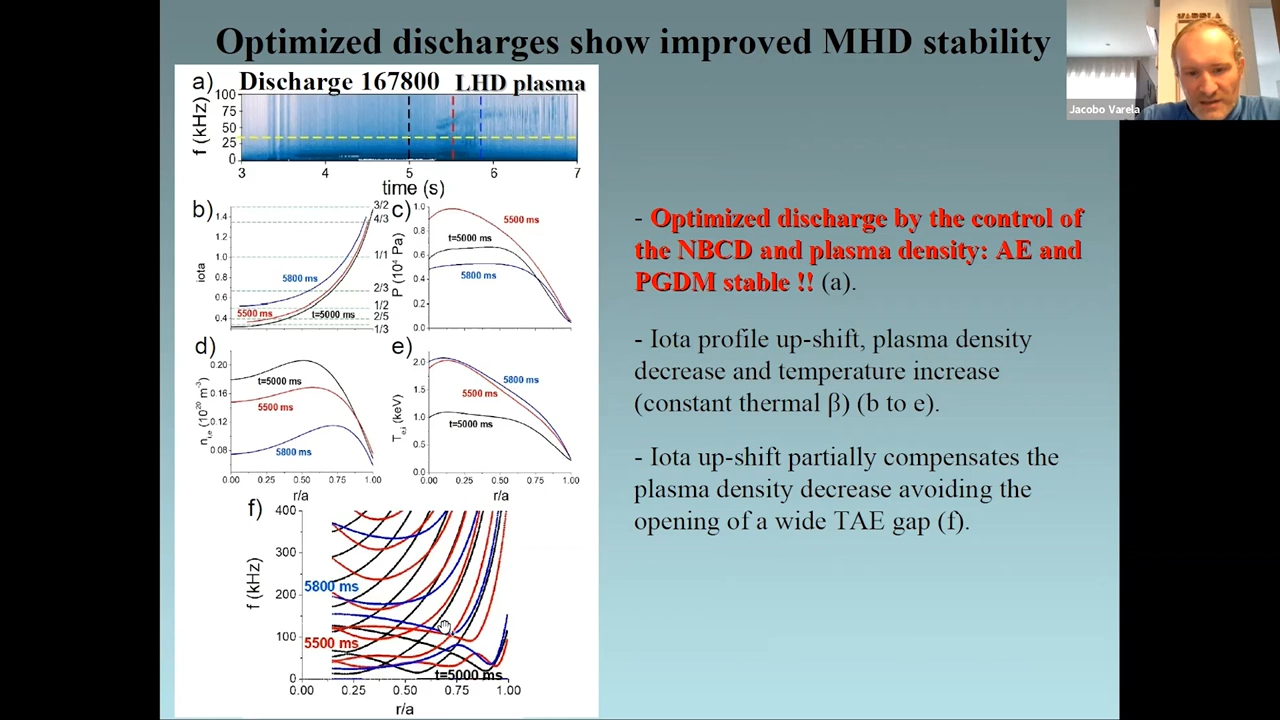 Optimized discharges show improved MHD stability
Jacobo Varela
a) Discharge 167800 LHD plasma
f (kHz)
100
75
50
25
0
3 4 5 6 7
time (s)
b)
iota
1.4
1.2
1.0
0.8
0.6
0.4
3/2
4/3
1/1
2/3
1/2
2/5
1/3
5800 ms
5500 ms
t=5000 ms
c)
P (10⁴ Pa)
1.0
0.8
0.6
0.4
0.2
0.0
5500 ms
t=5000 ms
5800 ms
d)
0.20
0.16
0.12
0.08
t=5000 ms
5500 ms
5800 ms
0.00 0.25 0.50 0.75 1.00
r/a
e)
2.0
1.5
1.0
0.5
0.0
5800 ms
5500 ms
t=5000 ms
0.00 0.25 0.50 0.75 1.00
r/a
f)
f (kHz)
400
300
200
100
0
5800 ms
5500 ms
t=5000 ms
0.00 0.25 0.50 0.75 1.00
r/a
- Optimized discharge by the control of
the NBCD and plasma density: AE and
PGDM stable !! (a).
- Iota profile up-shift, plasma density
decrease and temperature increase
(constant thermal β) (b to e).
- Iota up-shift partially compensates the
plasma density decrease avoiding the
opening of a wide TAE gap (f).